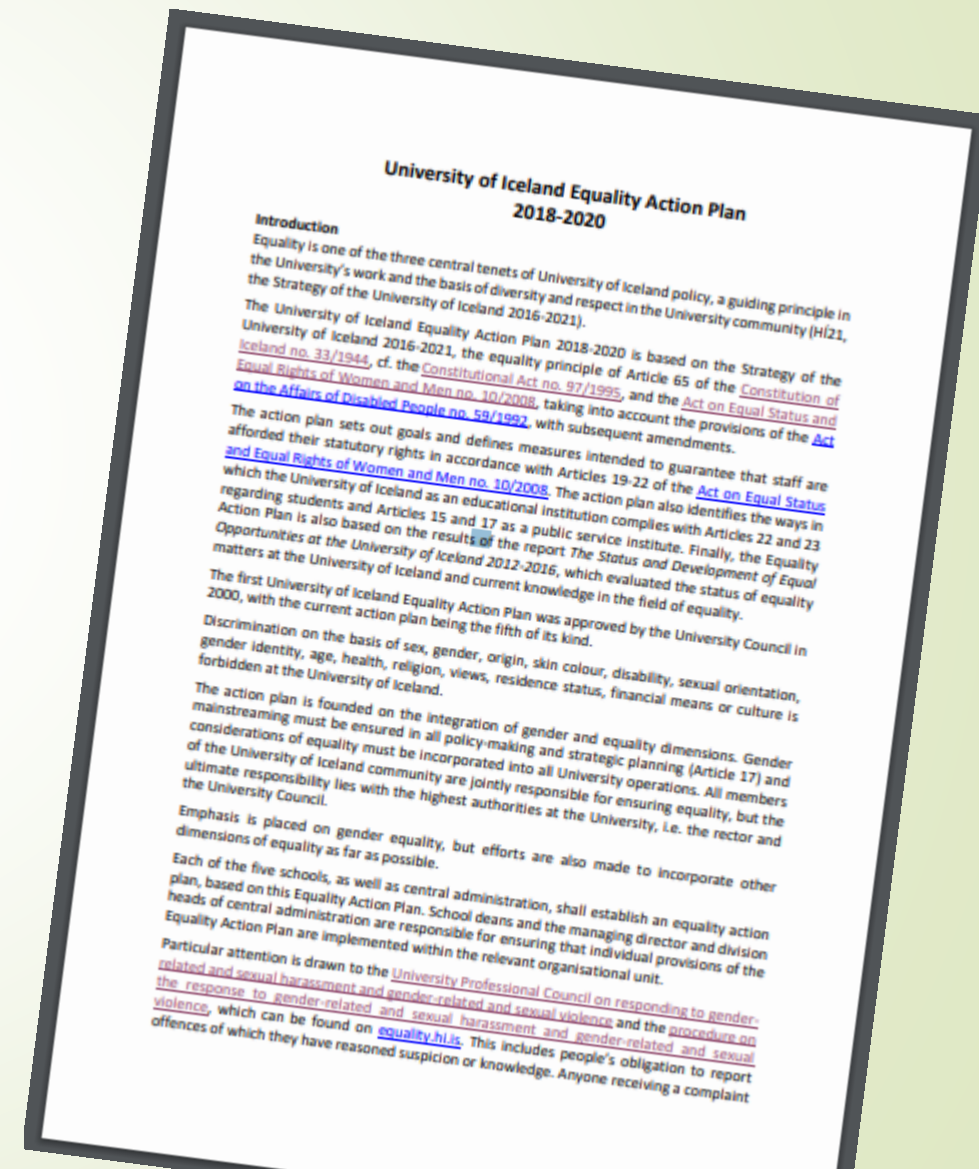 University of Iceland Equality Action Plan
2018-2020
Introduction
Equality is one of the three central tenets of University of Iceland policy, a guiding principle in
the University's work and the basis of diversity and respect in the University community (HÍ21,
the Strategy of the University of Iceland 2016-2021).
The University of Iceland Equality Action Plan 2018-2020 is based on the Strategy of the
University of Iceland 2016-2021, the equality principle of Article 65 of the Constitution of
Iceland no. 33/1944, cf. the Constitutional Act no. 97/1995, and the Act on Equal Status and
Equal Rights of Women and Men no. 10/2008, taking into account the provisions of the Act
on the Affairs of Disabled People no. 59/1992, with subsequent amendments.
The action plan sets out goals and defines measures intended to guarantee that staff are
afforded their statutory rights in accordance with Articles 19-22 of the Act on Equal Status
and Equal Rights of Women and Men no. 10/2008. The action plan also identifies the ways in
which the University of Iceland as an educational institution complies with Articles 22 and 23
regarding students and Articles 15 and 17 as a public service institute. Finally, the Equality
Action Plan is also based on the results of the report The Status and Development of Equal
Opportunities at the University of Iceland 2012-2016, which evaluated the status of equality
matters at the University of Iceland and current knowledge in the field of equality.
The first University of Iceland Equality Action Plan was approved by the University Council in
2000, with the current action plan being the fifth of its kind.
Discrimination on the basis of sex, gender, origin, skin colour, disability, sexual orientation,
gender identity, age, health, religion, views, residence status, financial means or culture is
forbidden at the University of Iceland.
The action plan is founded on the integration of gender and equality dimensions. Gender
mainstreaming must be ensured in all policy-making and strategic planning (Article 17) and
considerations of equality must be incorporated into all University operations. All members
of the University of Iceland community are jointly responsible for ensuring equality, but the
ultimate responsibility lies with the highest authorities at the University, i.e. the rector and
the University Council.
Emphasis is placed on gender equality, but efforts are also made to incorporate other
dimensions of equality as far as possible.
Each of the five schools, as well as central administration, shall establish an equality action
plan, based on this Equality Action Plan. School deans and the managing director and division
heads of central administration are responsible for ensuring that individual provisions of the
Equality Action Plan are implemented within the relevant organisational unit.
Particular attention is drawn to the University Professional Council on responding to gender-
related and sexual harassment and gender-related and sexual violence and the procedure on
the response to gender-related and sexual harassment and gender-related and sexual
violence, which can be found on equality.hi.is. This includes people's obligation to report
offences of which they have reasoned suspicion or knowledge. Anyone receiving a complaint